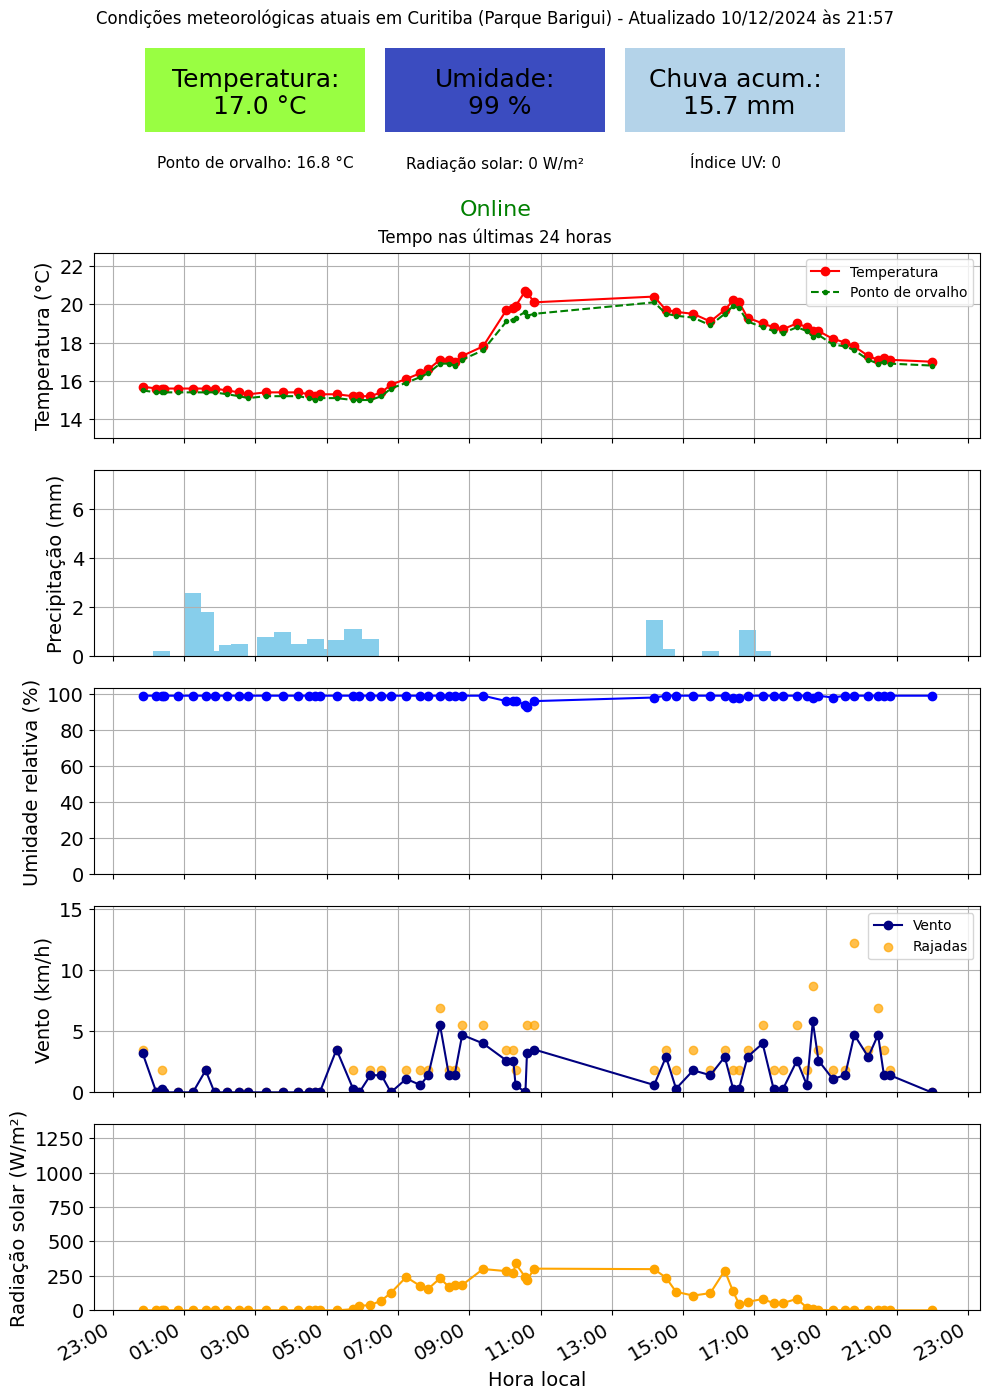 Condições meteorológicas atuais em Curitiba (Parque Barigui) - Atualizado 10/12/2024 às 21:57
Temperatura:
17.0 °C
Umidade:
99 %
Chuva acum.:
15.7 mm
Ponto de orvalho: 16.8 °C
Radiação solar: 0 W/m²
Índice UV: 0
Online
Tempo nas últimas 24 horas
Temperatura (°C)
22
20
18
16
14
Temperatura
Ponto de orvalho
Precipitação (mm)
6
4
2
0
Umidade relativa (%)
100
80
60
40
20
0
Vento (km/h)
15
10
5
0
Vento
Rajadas
Radiação solar (W/m²)
1250
1000
750
500
250
0
23:00
01:00
03:00
05:00
07:00
09:00
11:00
13:00
15:00
17:00
19:00
21:00
23:00
Hora local